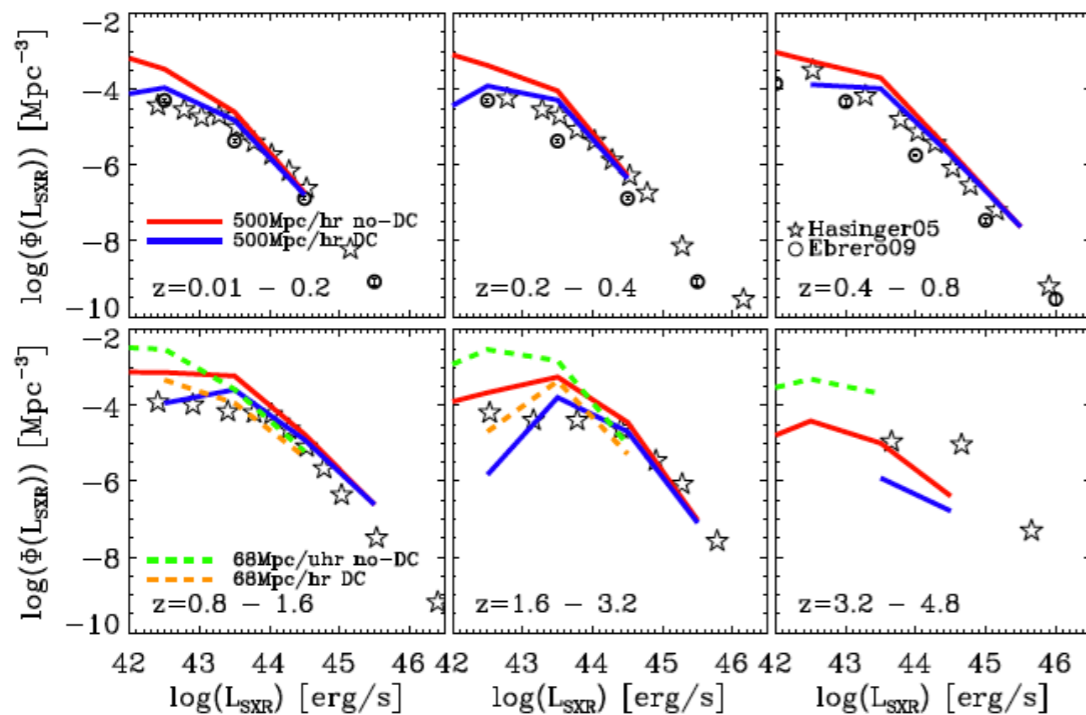 −2
−4
−6
−8
−10
log(Φ(L_SXR)) [Mpc⁻³]
500Mpc/hr no−DC
500Mpc/hr DC
z=0.01 − 0.2
z=0.2 − 0.4
Hasinger05
Ebrero09
z=0.4 − 0.8
−2
−4
−6
−8
−10
log(Φ(L_SXR)) [Mpc⁻³]
68Mpc/uhr no−DC
68Mpc/hr DC
z=0.8 − 1.6
z=1.6 − 3.2
z=3.2 − 4.8
42 43 44 45 46 42 43 44 45 46 42 43 44 45 46
log(L_SXR) [erg/s] log(L_SXR) [erg/s] log(L_SXR) [erg/s]